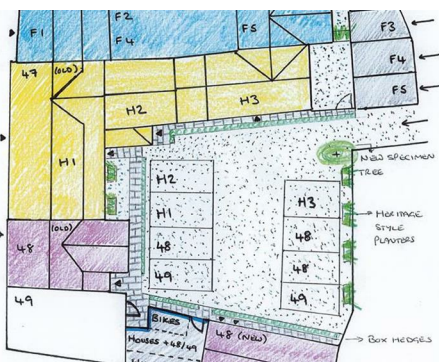 F1
F2
F4
F5
F3
F4
F5
47
(OLD)
H2
H3
H1
NEW SPECIMEN
TREE
H2
H1
48
49
H3
48
48
49
HERITAGE
STYLE
PLANTERS
(OLD)
48
49
BIKES
HOUSES + 48/49
48 (NEW)
BOX HEDGES